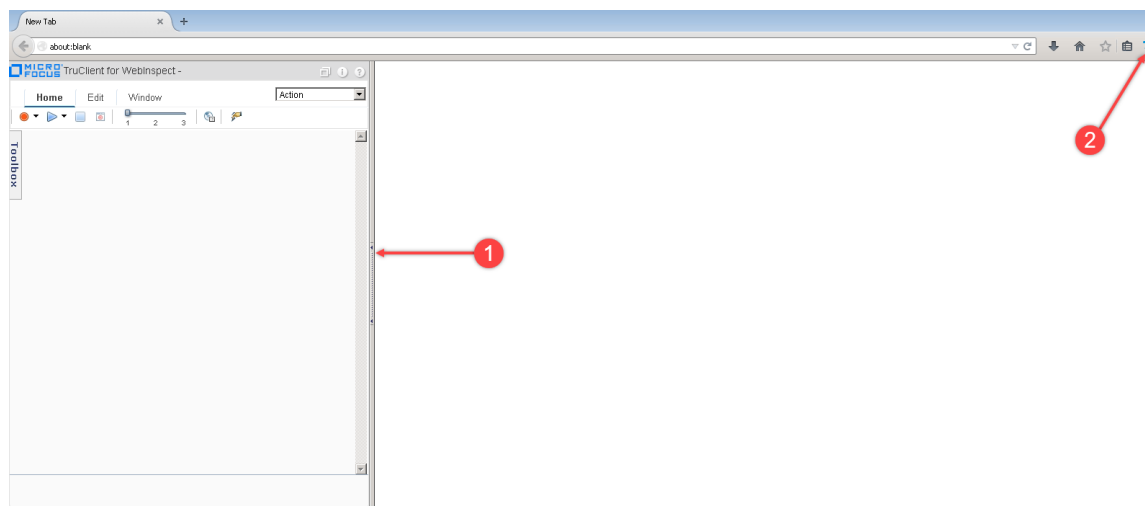 New Tab
about:blank
MICRO FOCUS TruClient for WebInspect -
Home Edit Window Action
1 2 3
Toolbox
1
2